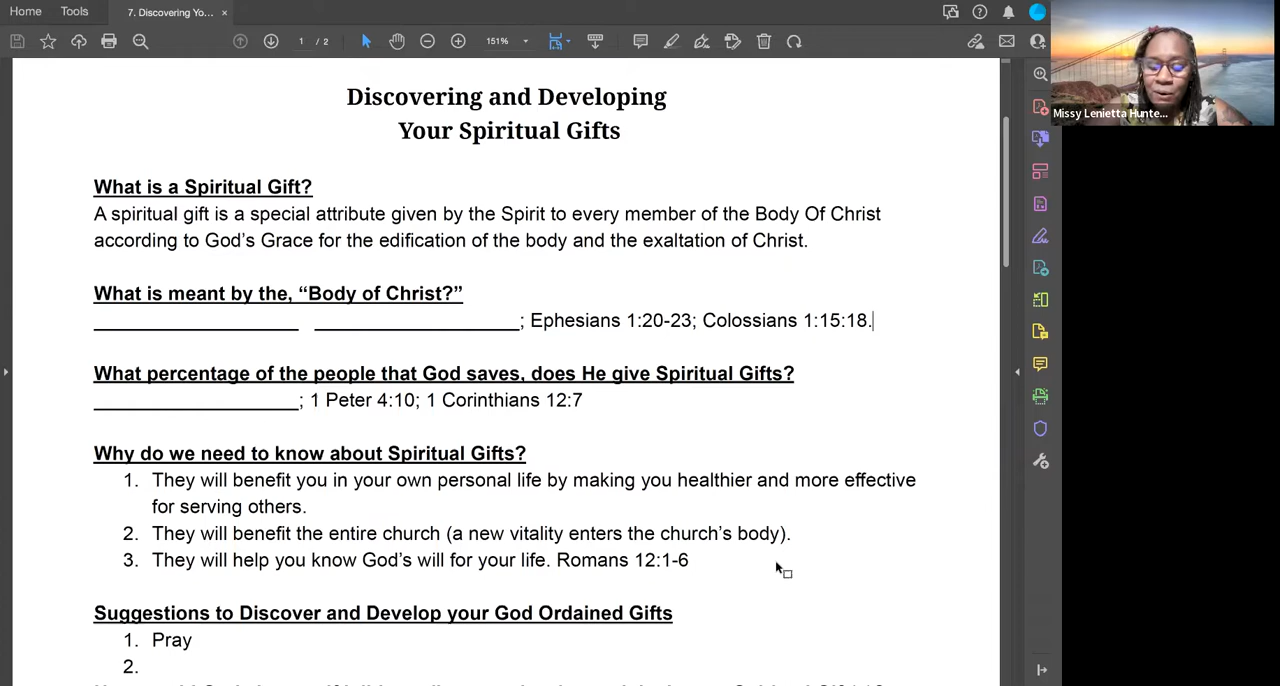 Home Tools 7. Discovering Yo... ×
1 / 2 151%
Discovering and Developing
Your Spiritual Gifts
Missy Lenietta Hunte...
What is a Spiritual Gift?
A spiritual gift is a special attribute given by the Spirit to every member of the Body Of Christ
according to God’s Grace for the edification of the body and the exaltation of Christ.
What is meant by the, “Body of Christ?”
___________________ ___________________; Ephesians 1:20-23; Colossians 1:15:18.
What percentage of the people that God saves, does He give Spiritual Gifts?
___________________; 1 Peter 4:10; 1 Corinthians 12:7
Why do we need to know about Spiritual Gifts?
1. They will benefit you in your own personal life by making you healthier and more effective
for serving others.
2. They will benefit the entire church (a new vitality enters the church’s body).
3. They will help you know God’s will for your life. Romans 12:1-6
Suggestions to Discover and Develop your God Ordained Gifts
1. Pray
2.